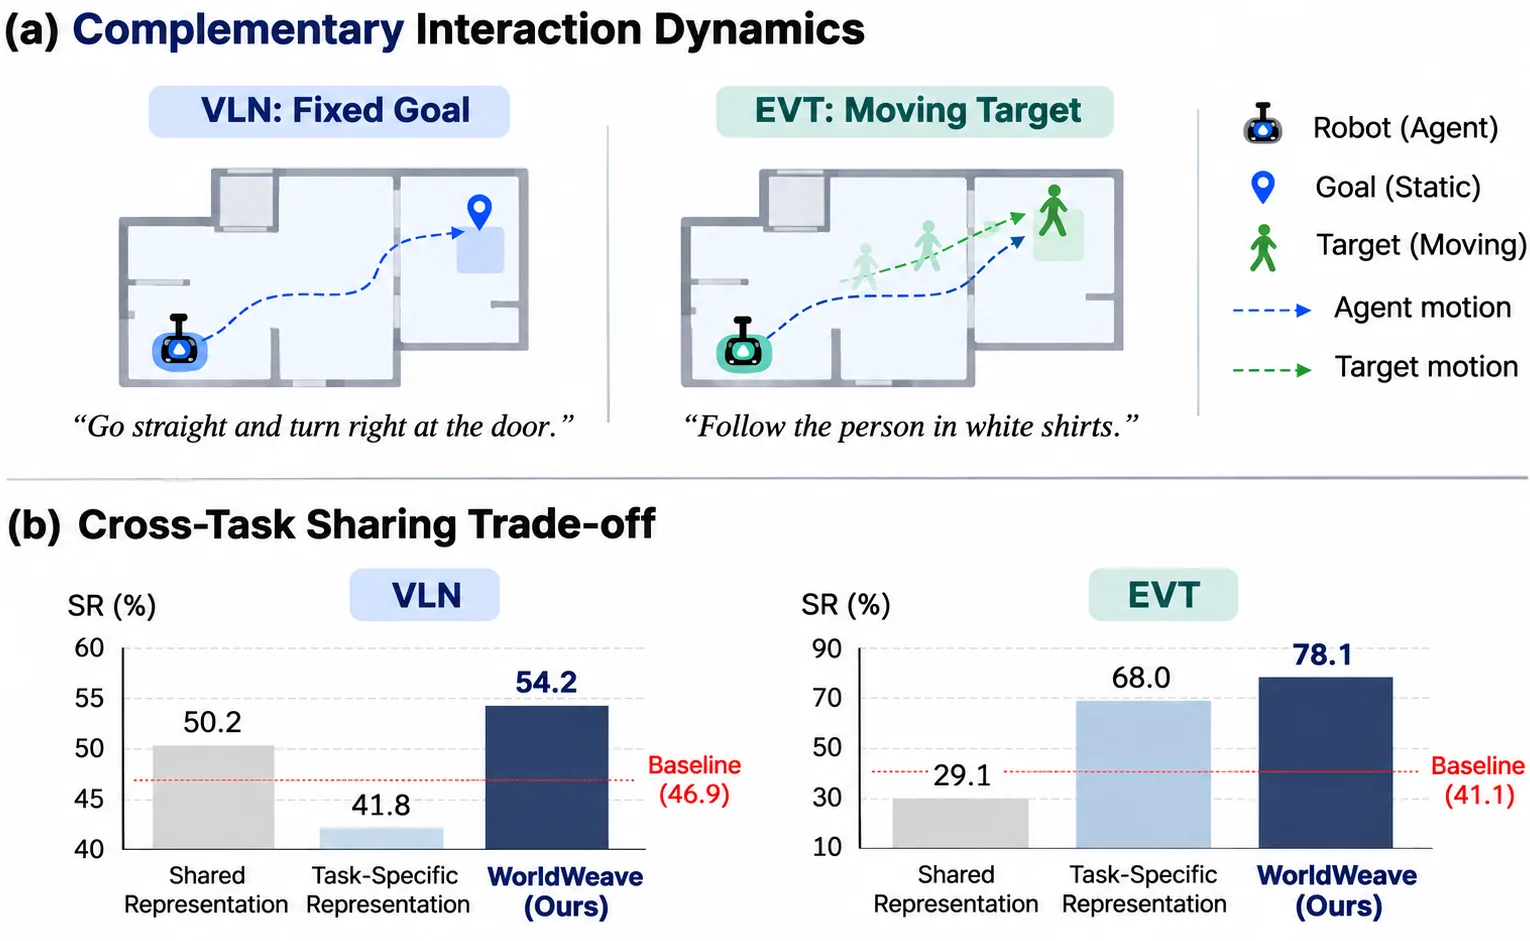 (a) Complementary Interaction Dynamics
VLN: Fixed Goal
“Go straight and turn right at the door.”
EVT: Moving Target
“Follow the person in white shirts.”
Robot (Agent)
Goal (Static)
Target (Moving)
Agent motion
Target motion
(b) Cross-Task Sharing Trade-off
VLN
SR (%)
60
55
50
45
40
50.2
41.8
54.2
Baseline
(46.9)
Shared
Representation
Task-Specific
Representation
WorldWeave
(Ours)
EVT
SR (%)
90
70
50
30
10
29.1
68.0
78.1
Baseline
(41.1)
Shared
Representation
Task-Specific
Representation
WorldWeave
(Ours)